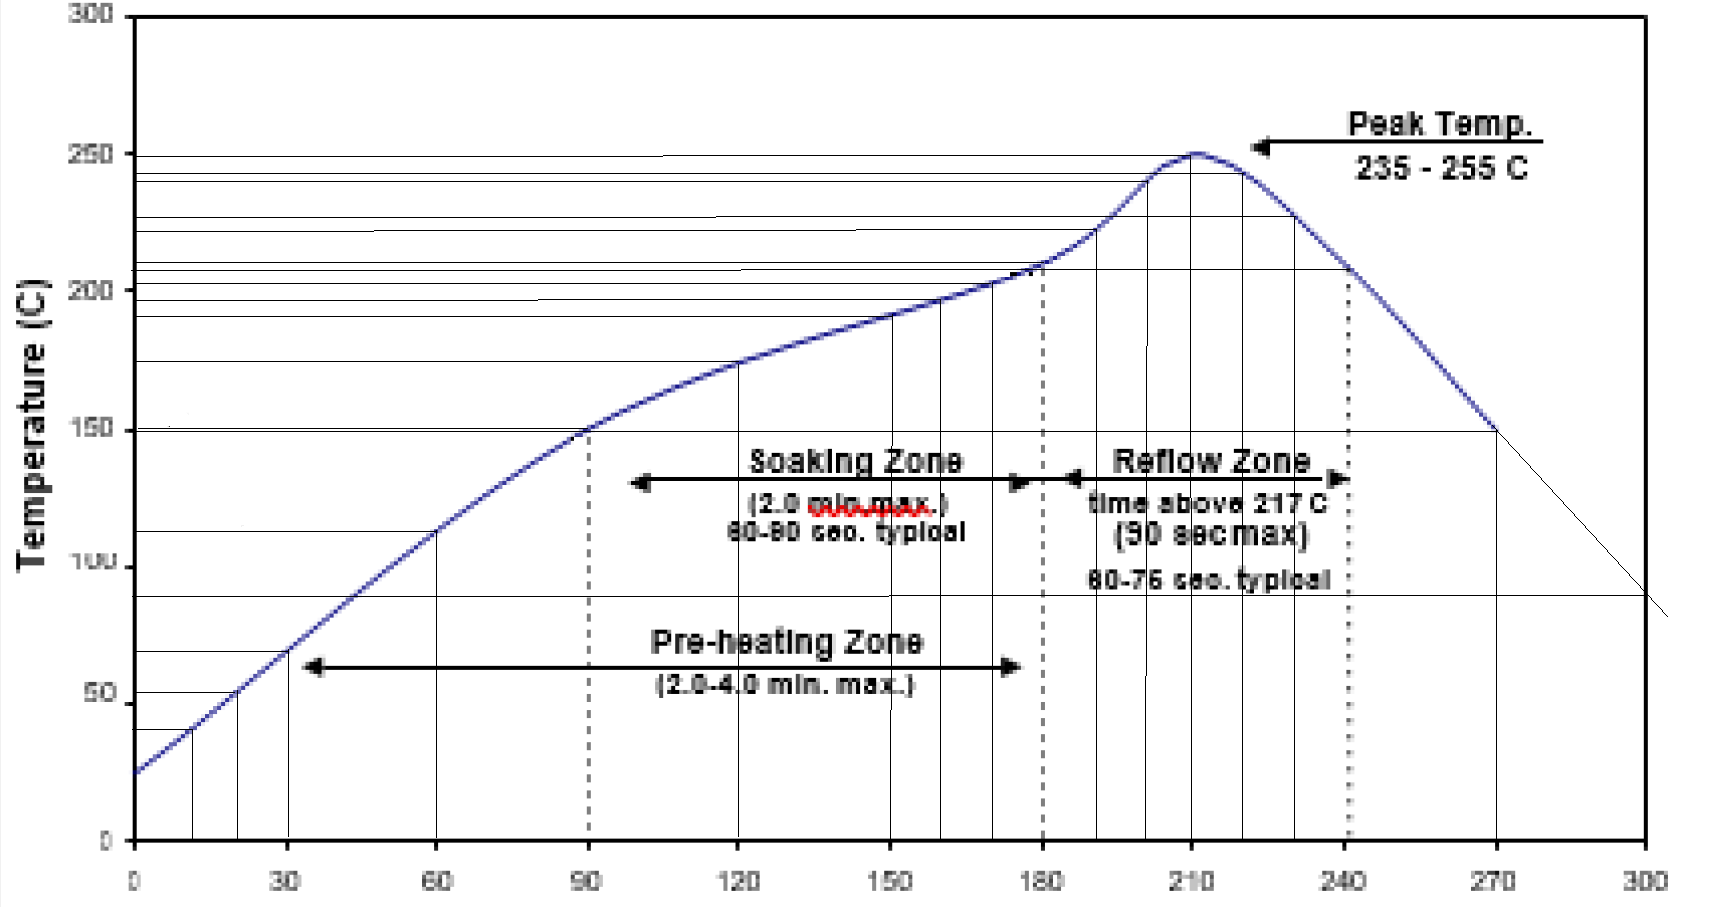 300
250
200
150
100
50
0
Temperature (C)
Peak Temp.
235 - 255 C
Soaking Zone
(2.0 min.max.)
60-90 sec. typical
Reflow Zone
time above 217 C
(90 sec max)
60-75 sec. typical
Pre-heating Zone
(2.0-4.0 min. max.)
0 30 60 90 120 150 180 210 240 270 300